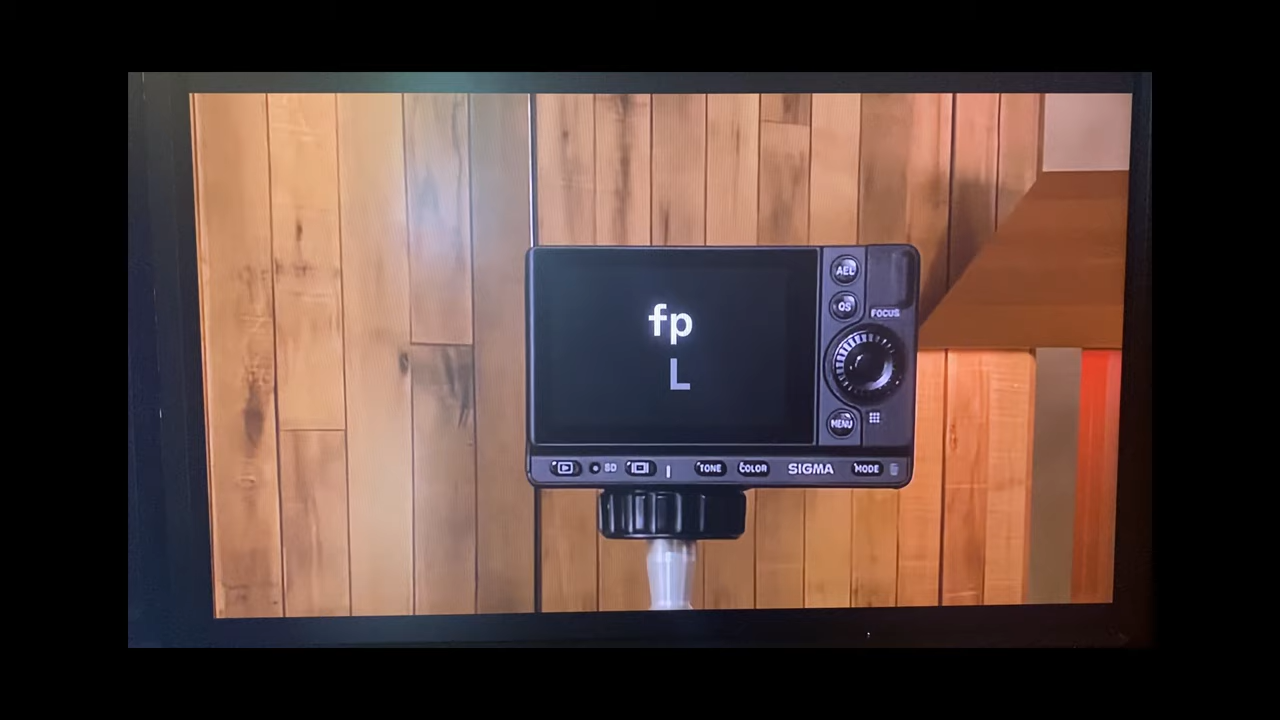 fp
L
AEL
QS
FOCUS
MENU
SD
TONE
COLOR
SIGMA
MODE